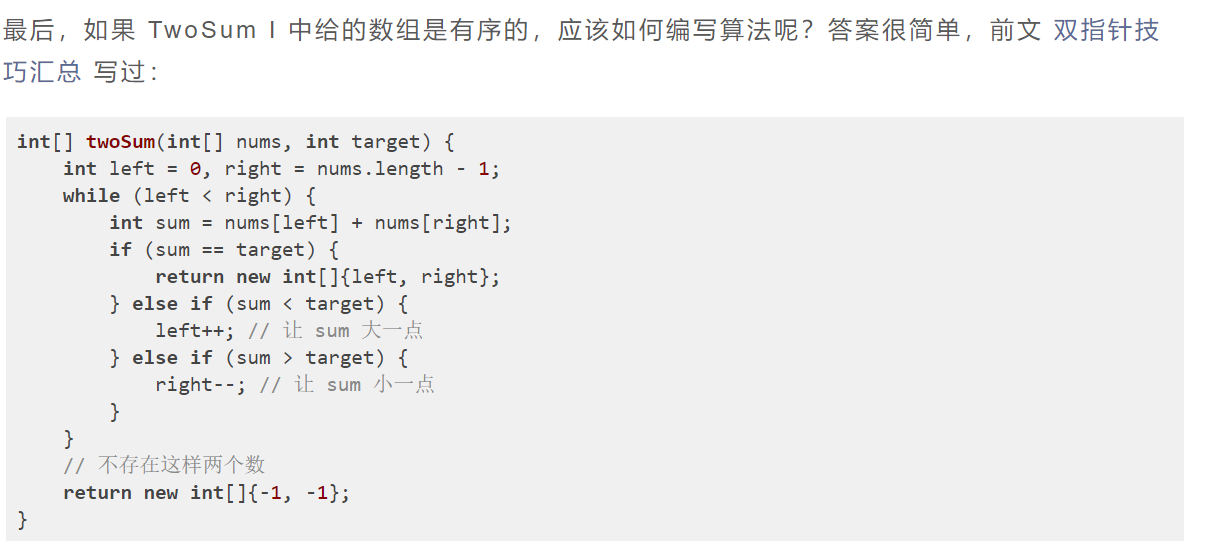 最后，如果 TwoSum I 中给的数组是有序的，应该如何编写算法呢？答案很简单，前文 双指针技
巧汇总 写过：
int[] twoSum(int[] nums, int target) {
    int left = 0, right = nums.length - 1;
    while (left < right) {
        int sum = nums[left] + nums[right];
        if (sum == target) {
            return new int[]{left, right};
        } else if (sum < target) {
            left++; // 让 sum 大一点
        } else if (sum > target) {
            right--; // 让 sum 小一点
        }
    }
    // 不存在这样两个数
    return new int[]{-1, -1};
}